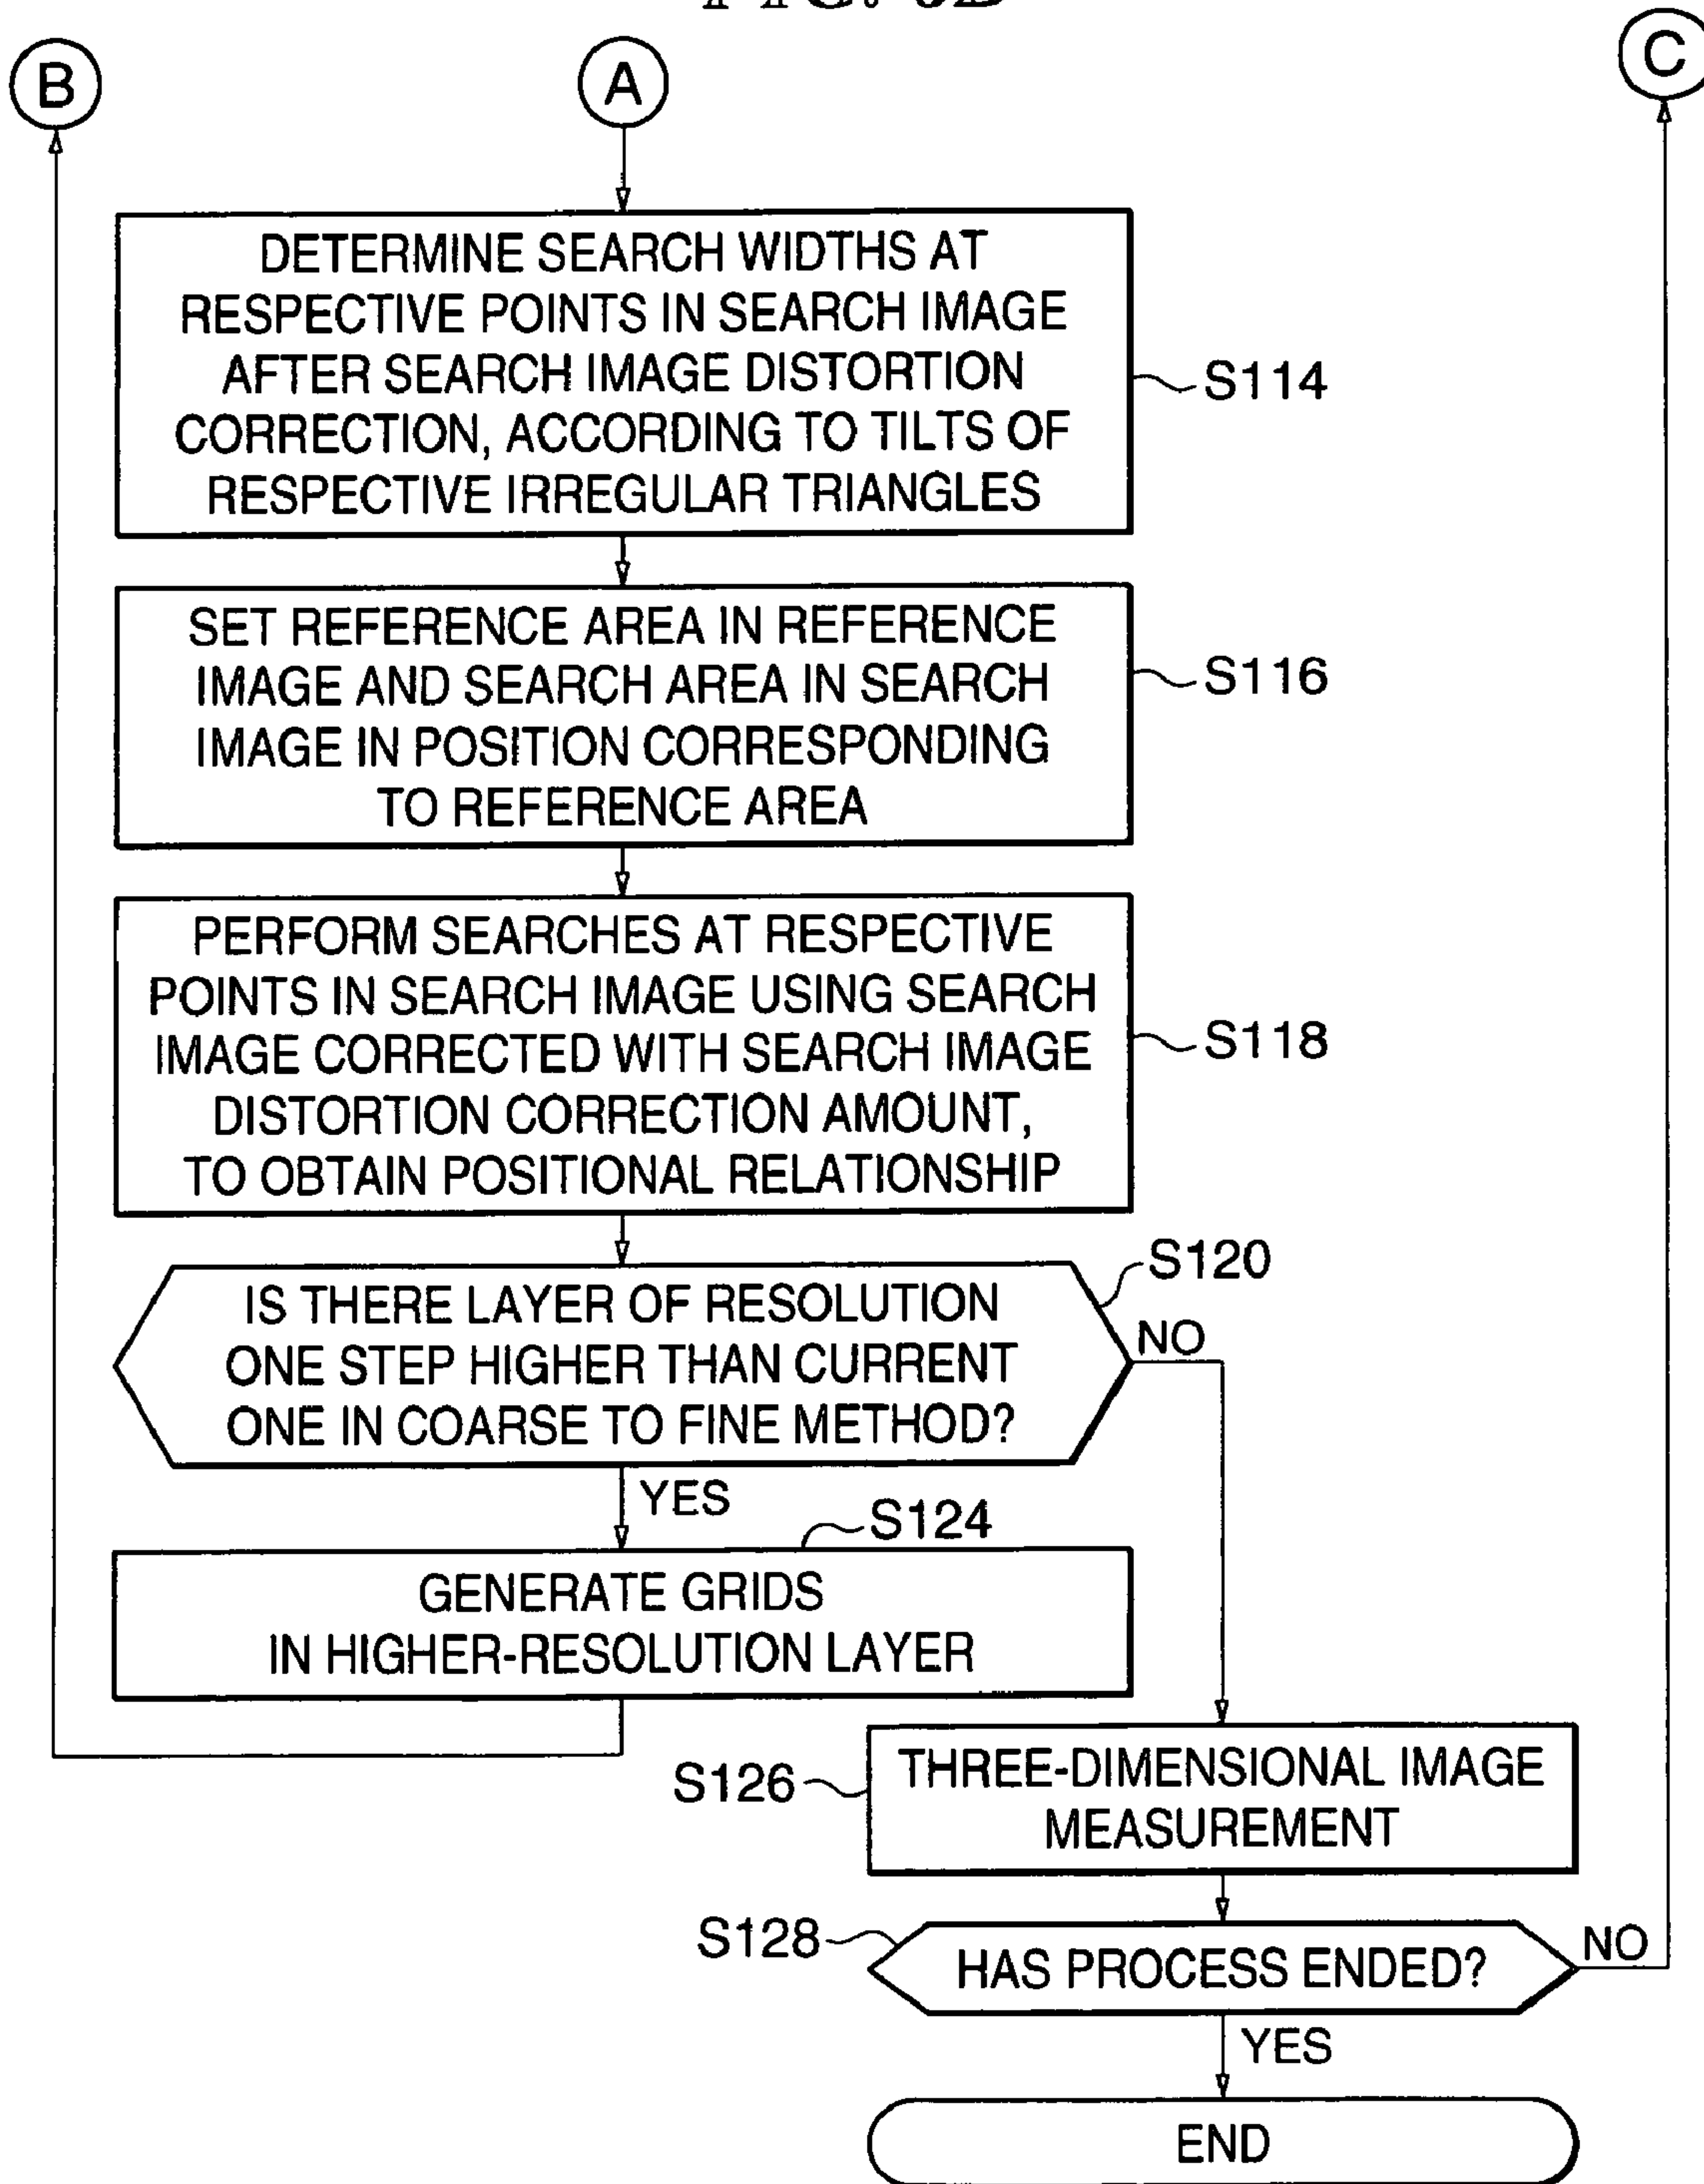 B
A
C
DETERMINE SEARCH WIDTHS AT
RESPECTIVE POINTS IN SEARCH IMAGE
AFTER SEARCH IMAGE DISTORTION
CORRECTION, ACCORDING TO TILTS OF
RESPECTIVE IRREGULAR TRIANGLES
S114
SET REFERENCE AREA IN REFERENCE
IMAGE AND SEARCH AREA IN SEARCH
IMAGE IN POSITION CORRESPONDING
TO REFERENCE AREA
S116
PERFORM SEARCHES AT RESPECTIVE
POINTS IN SEARCH IMAGE USING SEARCH
IMAGE CORRECTED WITH SEARCH IMAGE
DISTORTION CORRECTION AMOUNT,
TO OBTAIN POSITIONAL RELATIONSHIP
S118
IS THERE LAYER OF RESOLUTION
ONE STEP HIGHER THAN CURRENT
ONE IN COARSE TO FINE METHOD?
S120
NO
YES
S124
GENERATE GRIDS
IN HIGHER-RESOLUTION LAYER
S126
THREE-DIMENSIONAL IMAGE
MEASUREMENT
S128
HAS PROCESS ENDED?
NO
YES
END